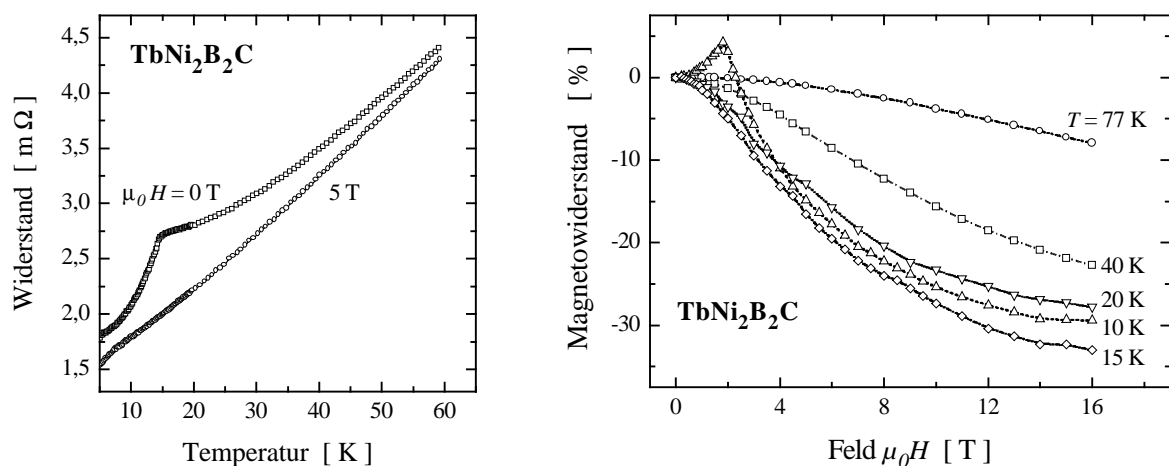 TbNi2B2C
Widerstand [ m Ω ]
4,5
4,0
3,5
3,0
2,5
2,0
1,5
μ0 H = 0 T
5 T
10 20 30 40 50 60
Temperatur [ K ]
Magnetowiderstand [ % ]
0
-10
-20
-30
T = 77 K
40 K
20 K
10 K
15 K
TbNi2B2C
0 4 8 12 16
Feld μ0H [ T ]